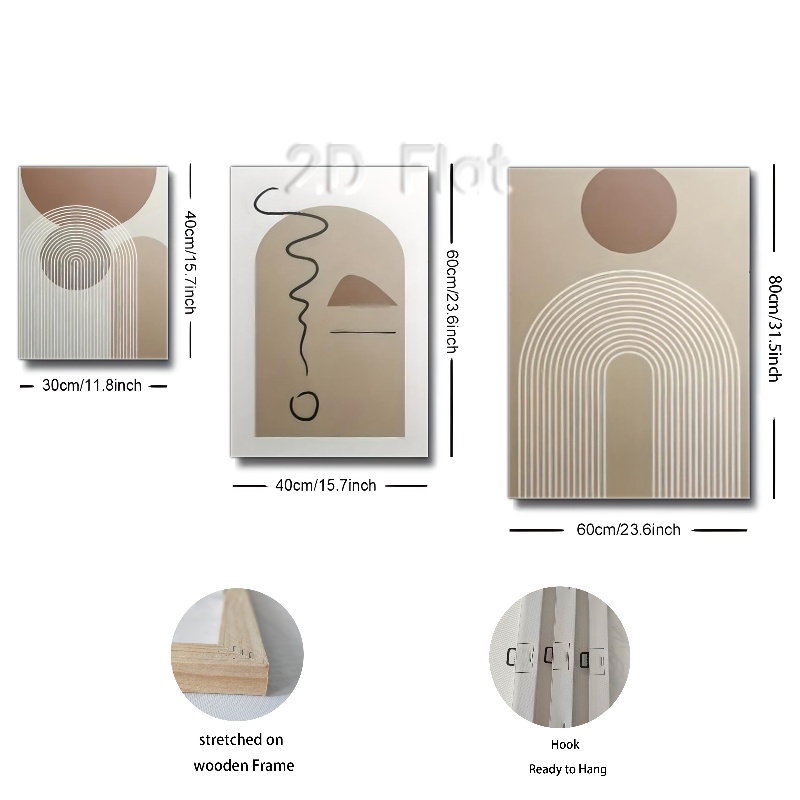 2D Flat
40cm/15.7inch
30cm/11.8inch
60cm/23.6inch
40cm/15.7inch
80cm/31.5inch
60cm/23.6inch
stretched on
wooden Frame
Hook
Ready to Hang